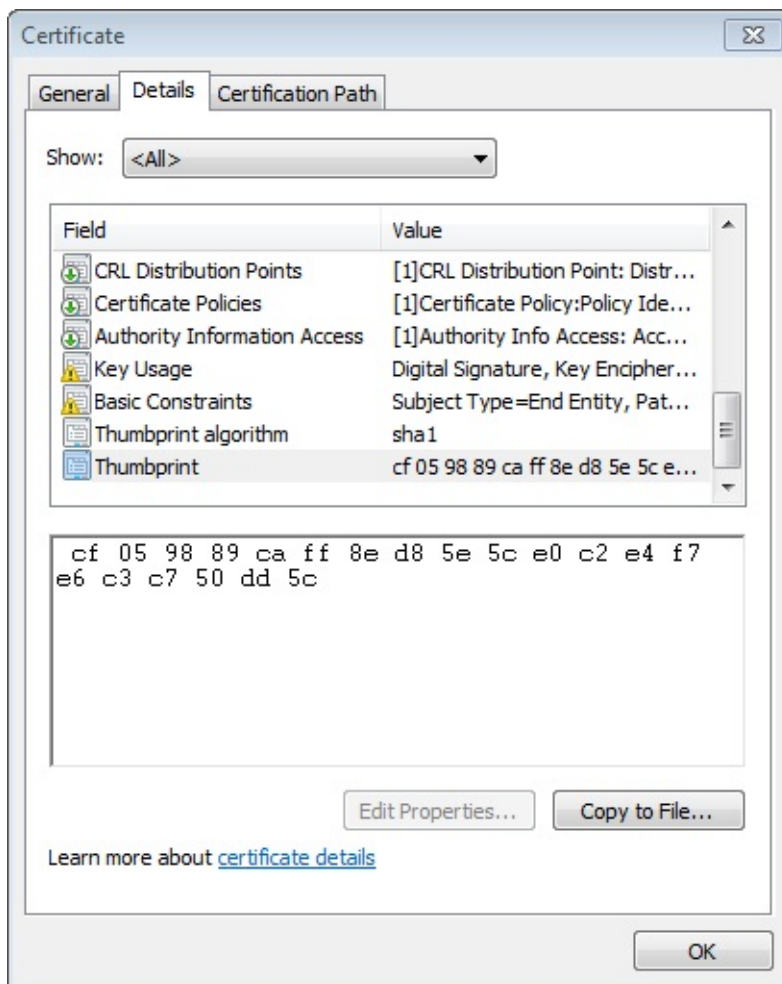 Certificate
General Details Certification Path
Show: <All>
Field Value
CRL Distribution Points [1]CRL Distribution Point: Distr...
Certificate Policies [1]Certificate Policy:Policy Ide...
Authority Information Access [1]Authority Info Access: Acc...
Key Usage Digital Signature, Key Encipher...
Basic Constraints Subject Type=End Entity, Pat...
Thumbprint algorithm sha1
Thumbprint cf 05 98 89 ca ff 8e d8 5e 5c e...
cf 05 98 89 ca ff 8e d8 5e 5c e0 c2 e4 f7
e6 c3 c7 50 dd 5c
Edit Properties... Copy to File...
Learn more about certificate details
OK